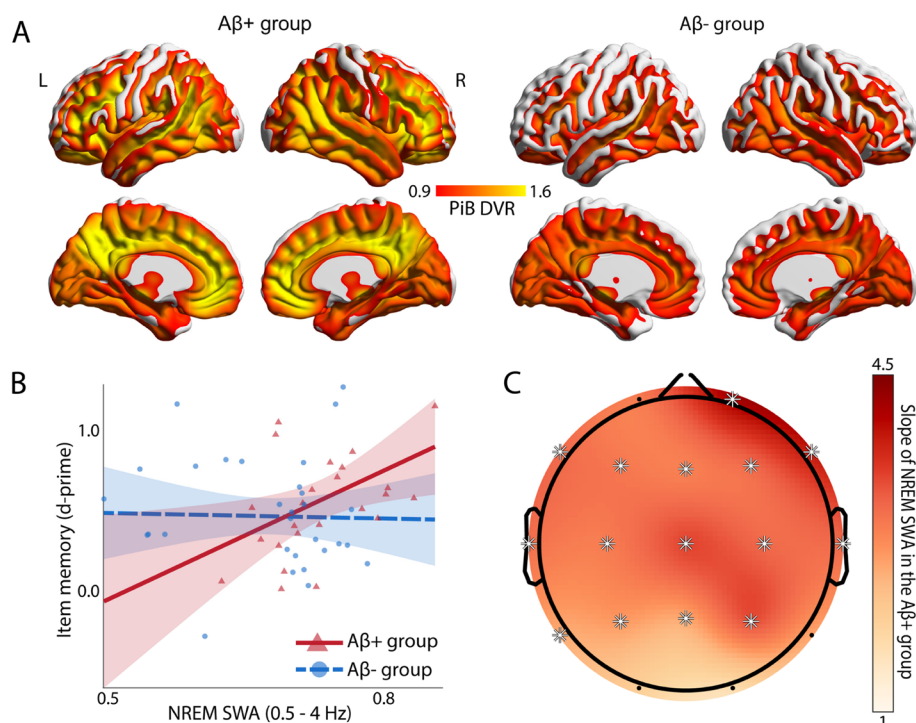 A
Aβ+ group
Aβ- group
L
R
0.9
1.6
PiB DVR
B
C
Item memory (d-prime)
1.0
0.0
Aβ+ group
Aβ- group
0.5
0.8
NREM SWA (0.5 - 4 Hz)
4.5
Slope of NREM SWA in the Aβ+ group
1